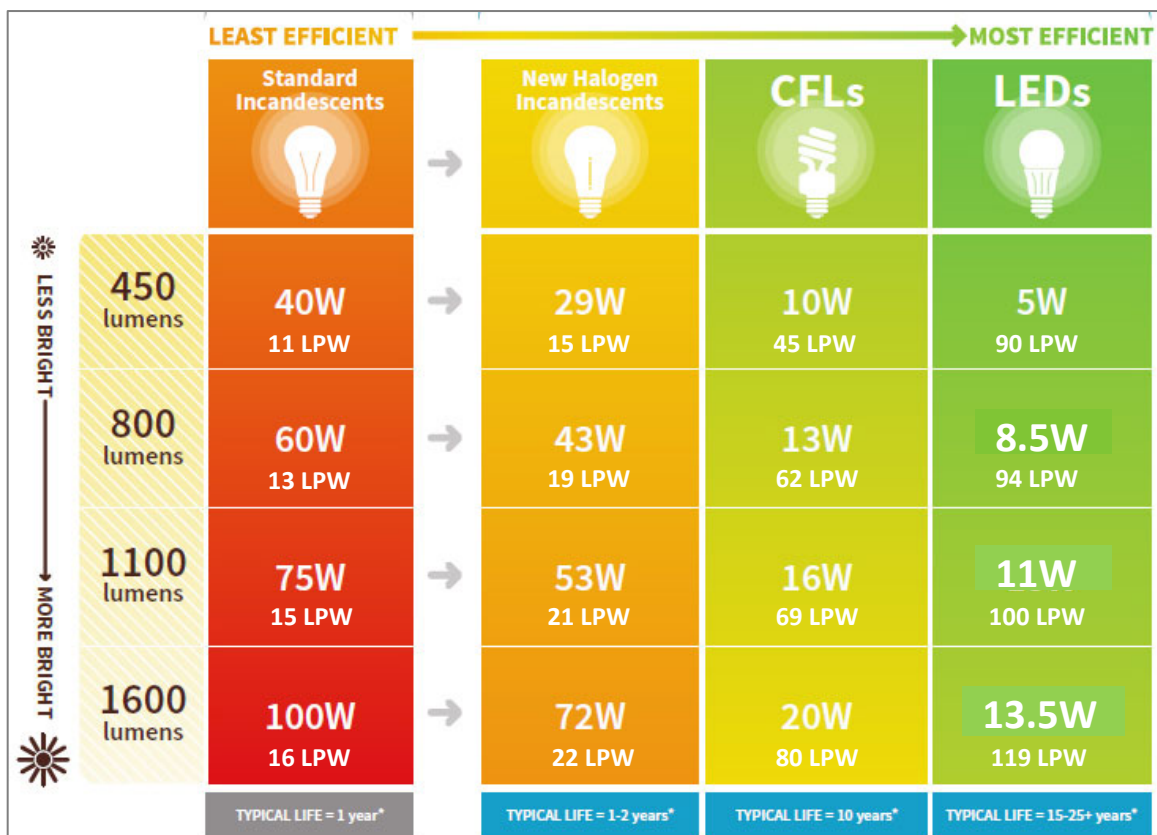 LEAST EFFICIENT MOST EFFICIENT
Standard
Incandescents
New Halogen
Incandescents
CFLs
LEDs
LESS BRIGHT
MORE BRIGHT
450
lumens
40W
11 LPW
29W
15 LPW
10W
45 LPW
5W
90 LPW
800
lumens
60W
13 LPW
43W
19 LPW
13W
62 LPW
8.5W
94 LPW
1100
lumens
75W
15 LPW
53W
21 LPW
16W
69 LPW
11W
100 LPW
1600
lumens
100W
16 LPW
72W
22 LPW
20W
80 LPW
13.5W
119 LPW
TYPICAL LIFE = 1 year*
TYPICAL LIFE = 1-2 years*
TYPICAL LIFE = 10 years*
TYPICAL LIFE = 15-25+ years*